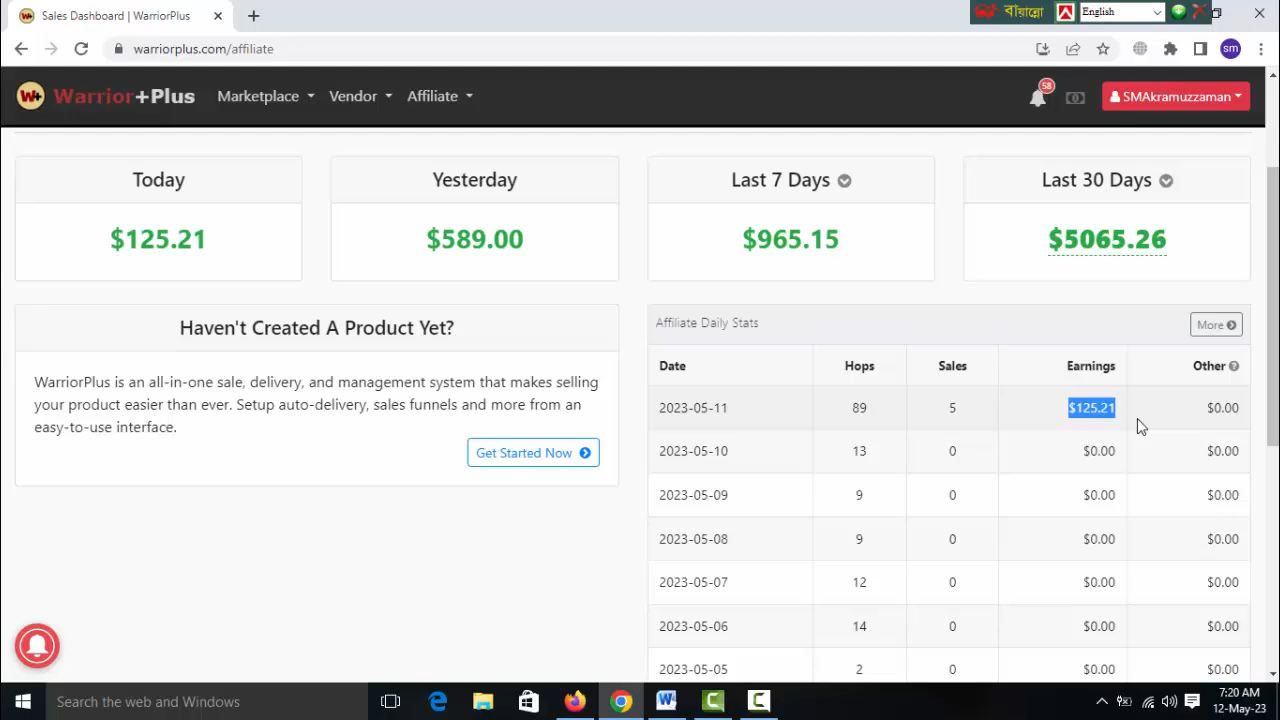 Sales Dashboard | WarriorPlus
বায়ান্নো
English
warriorplus.com/affiliate
sm
W+ Warrior+Plus Marketplace Vendor Affiliate
58
SMAkramuzzaman
Today
Yesterday
Last 7 Days
Last 30 Days
$125.21
$589.00
$965.15
$5065.26
Haven't Created A Product Yet?
WarriorPlus is an all-in-one sale, delivery, and management system that makes selling
your product easier than ever. Setup auto-delivery, sales funnels and more from an
easy-to-use interface.
Get Started Now
Affiliate Daily Stats
More
Date Hops Sales Earnings Other
2023-05-11 89 5 $125.21 $0.00
2023-05-10 13 0 $0.00 $0.00
2023-05-09 9 0 $0.00 $0.00
2023-05-08 9 0 $0.00 $0.00
2023-05-07 12 0 $0.00 $0.00
2023-05-06 14 0 $0.00 $0.00
2023-05-05 2 0 $0.00 $0.00
Search the web and Windows
7:20 AM
12-May-23